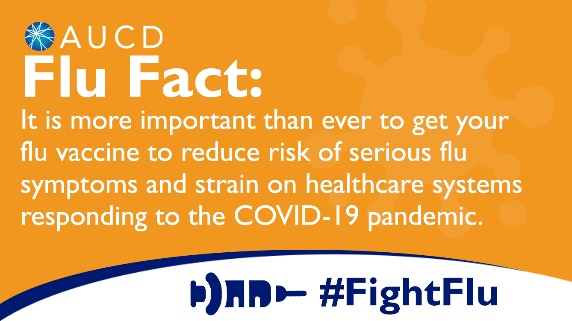 AUCD
Flu Fact:
It is more important than ever to get your
flu vaccine to reduce risk of serious flu
symptoms and strain on healthcare systems
responding to the COVID-19 pandemic.
#FightFlu